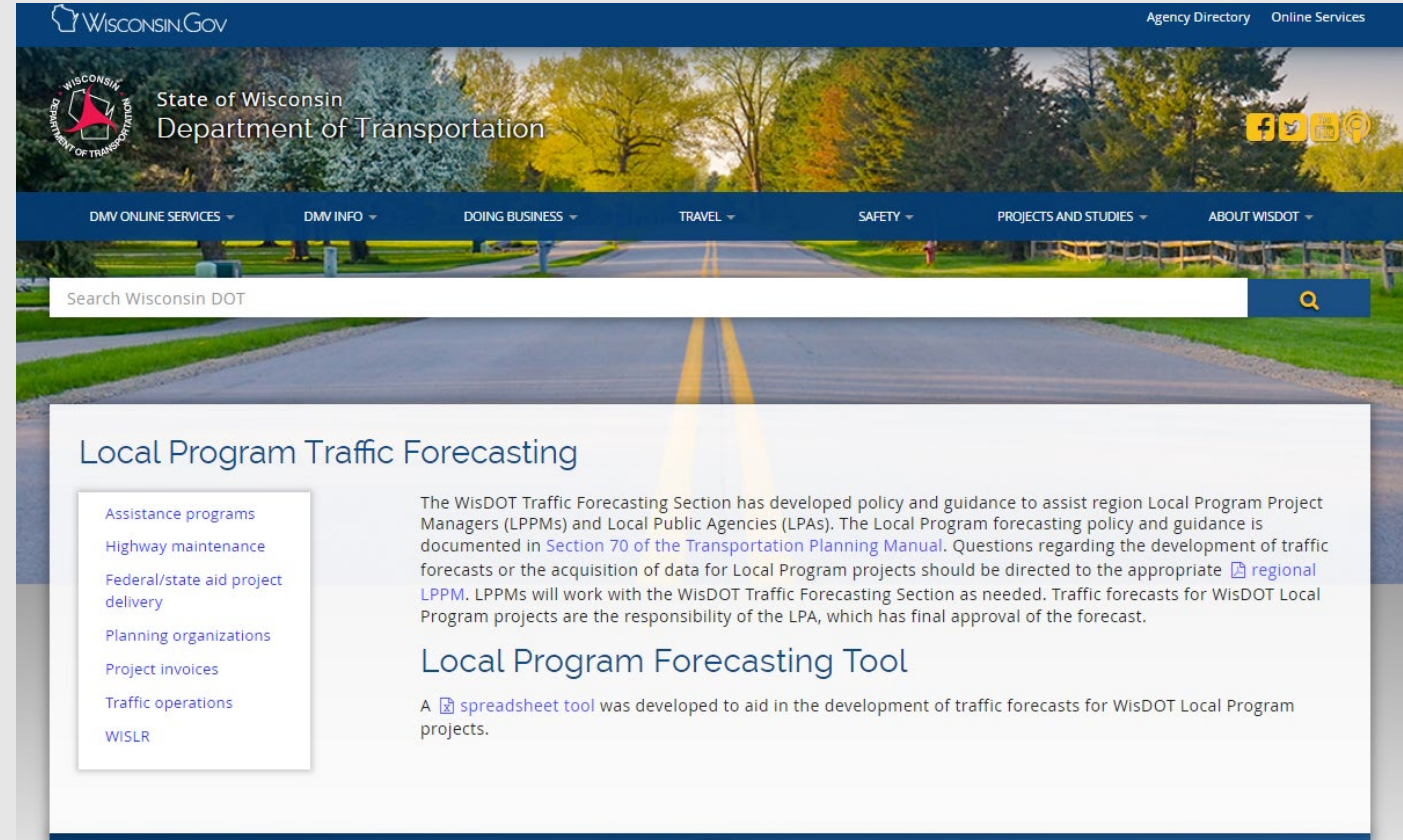 WISCONSIN.GOV
Agency Directory
Online Services
WISCONSIN
DEPARTMENT OF TRANSPORTATION
State of Wisconsin
Department of Transportation
DMV ONLINE SERVICES
DMV INFO
DOING BUSINESS
TRAVEL
SAFETY
PROJECTS AND STUDIES
ABOUT WISDOT
Search Wisconsin DOT
Local Program Traffic Forecasting
Assistance programs
Highway maintenance
Federal/state aid project
delivery
Planning organizations
Project invoices
Traffic operations
WISLR
The WisDOT Traffic Forecasting Section has developed policy and guidance to assist region Local Program Project
Managers (LPPMs) and Local Public Agencies (LPAs). The Local Program forecasting policy and guidance is
documented in Section 70 of the Transportation Planning Manual. Questions regarding the development of traffic
forecasts or the acquisition of data for Local Program projects should be directed to the appropriate regional
LPPM. LPPMs will work with the WisDOT Traffic Forecasting Section as needed. Traffic forecasts for WisDOT Local
Program projects are the responsibility of the LPA, which has final approval of the forecast.
Local Program Forecasting Tool
A spreadsheet tool was developed to aid in the development of traffic forecasts for WisDOT Local Program
projects.